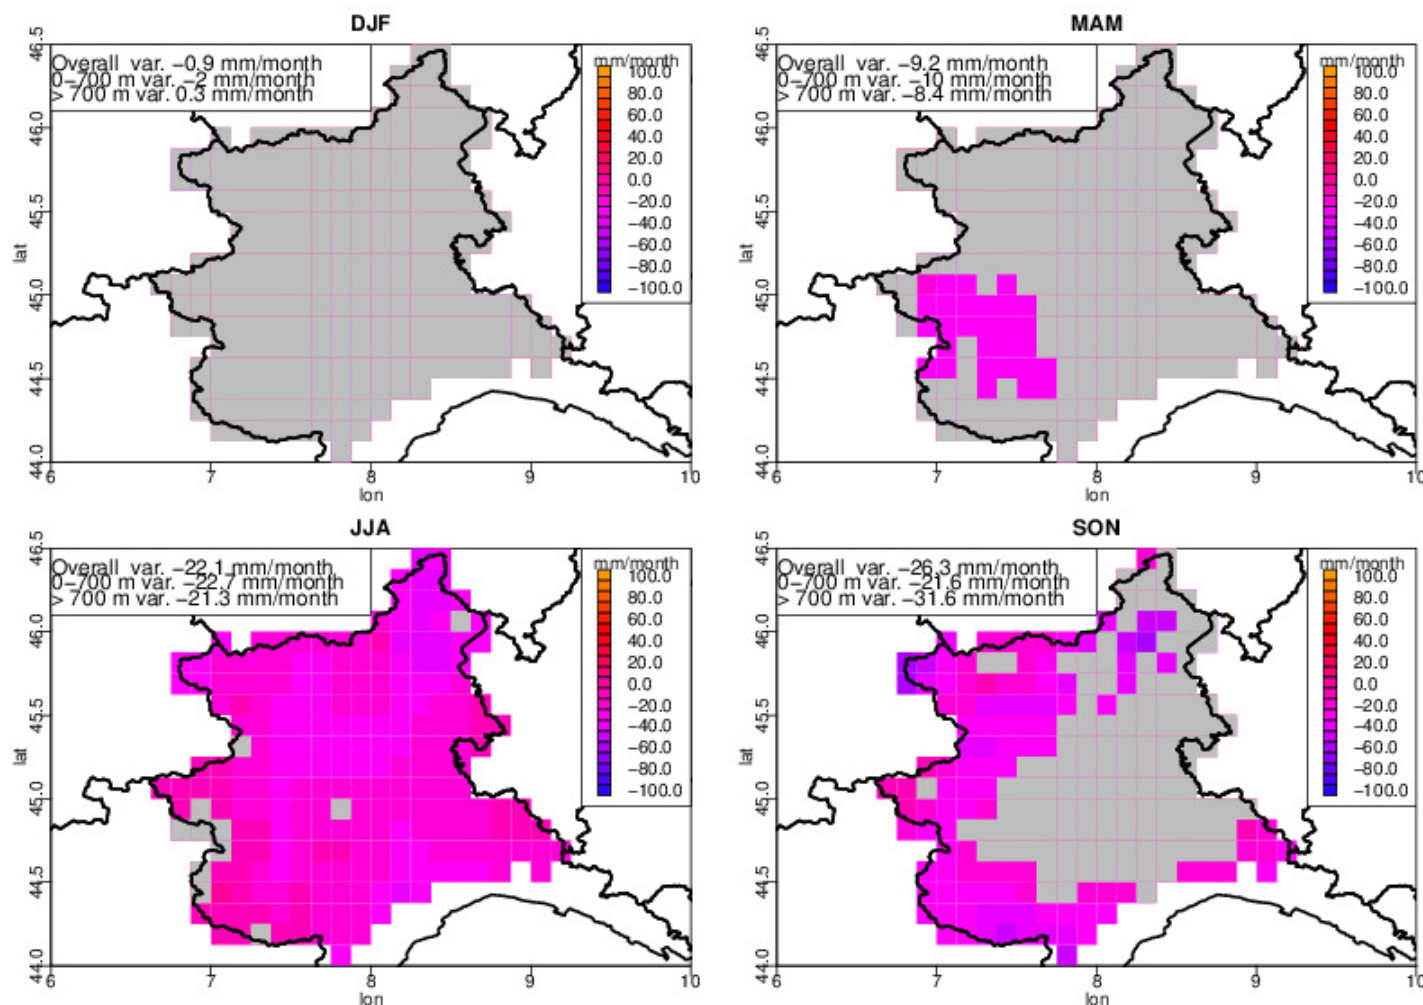 DJF
Overall var. −0.9 mm/month
0−700 m var. −2 mm/month
> 700 m var. 0.3 mm/month
mm/month
100.0
80.0
60.0
40.0
20.0
0.0
−20.0
−40.0
−60.0
−80.0
−100.0
46.5
46.0
45.5
45.0
44.5
44.0
lat
6 7 8 9 10
lon
MAM
Overall var. −9.2 mm/month
0−700 m var. −10 mm/month
> 700 m var. −8.4 mm/month
mm/month
100.0
80.0
60.0
40.0
20.0
0.0
−20.0
−40.0
−60.0
−80.0
−100.0
46.5
46.0
45.5
45.0
44.5
44.0
lat
6 7 8 9 10
lon
JJA
Overall var. −22.1 mm/month
0−700 m var. −22.7 mm/month
> 700 m var. −21.3 mm/month
mm/month
100.0
80.0
60.0
40.0
20.0
0.0
−20.0
−40.0
−60.0
−80.0
−100.0
46.5
46.0
45.5
45.0
44.5
44.0
lat
6 7 8 9 10
lon
SON
Overall var. −26.3 mm/month
0−700 m var. −21.6 mm/month
> 700 m var. −31.6 mm/month
mm/month
100.0
80.0
60.0
40.0
20.0
0.0
−20.0
−40.0
−60.0
−80.0
−100.0
46.5
46.0
45.5
45.0
44.5
44.0
lat
6 7 8 9 10
lon